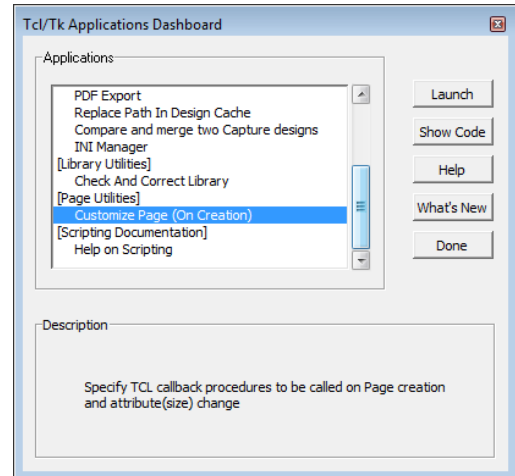 Tcl/Tk Applications Dashboard
Applications
PDF Export
Replace Path In Design Cache
Compare and merge two Capture designs
INI Manager
[Library Utilities]
Check And Correct Library
[Page Utilities]
Customize Page (On Creation)
[Scripting Documentation]
Help on Scripting
Launch
Show Code
Help
What's New
Done
Description
Specify TCL callback procedures to be called on Page creation
and attribute(size) change